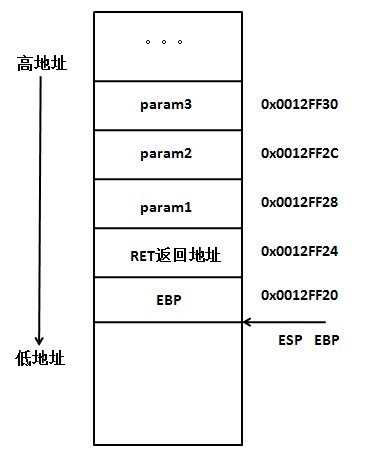 。。。
高地址
param3 0x0012FF30
param2 0x0012FF2C
param1 0x0012FF28
RET返回地址 0x0012FF24
EBP 0x0012FF20
ESP EBP
低地址